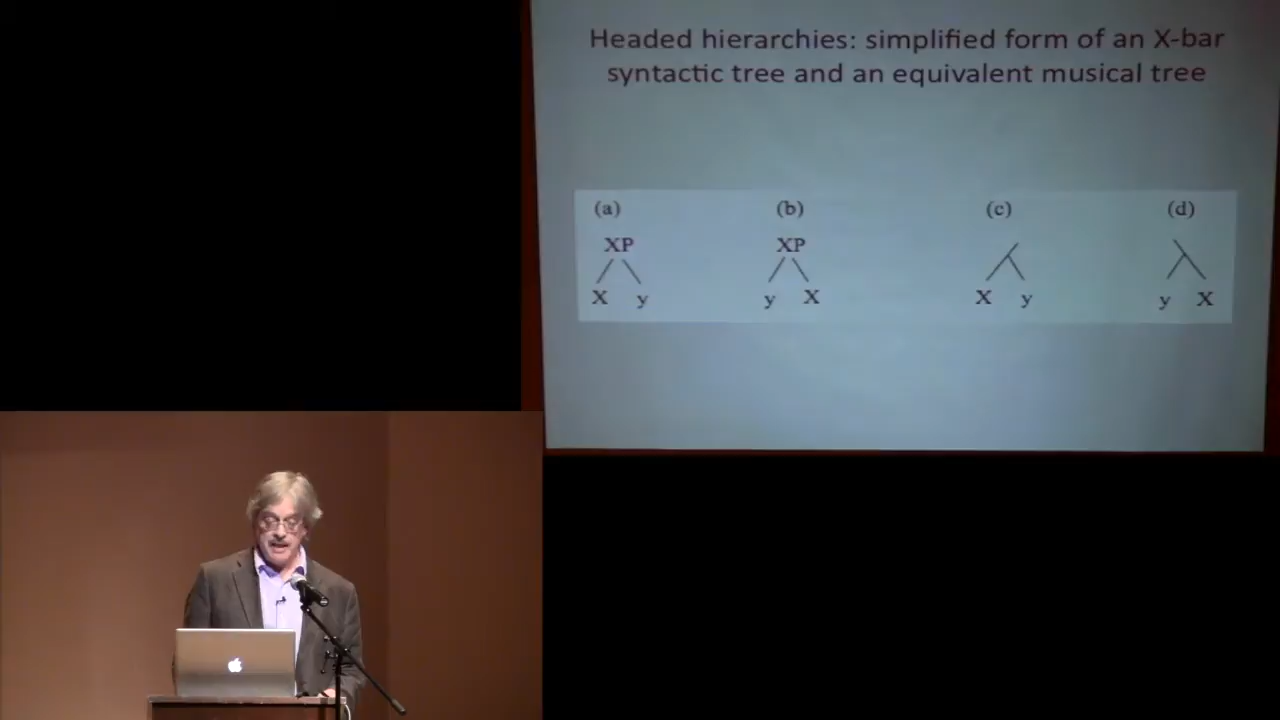 Headed hierarchies: simplified form of an X-bar
syntactic tree and an equivalent musical tree
(a) (b) (c) (d)
XP XP
X y y X X y y X